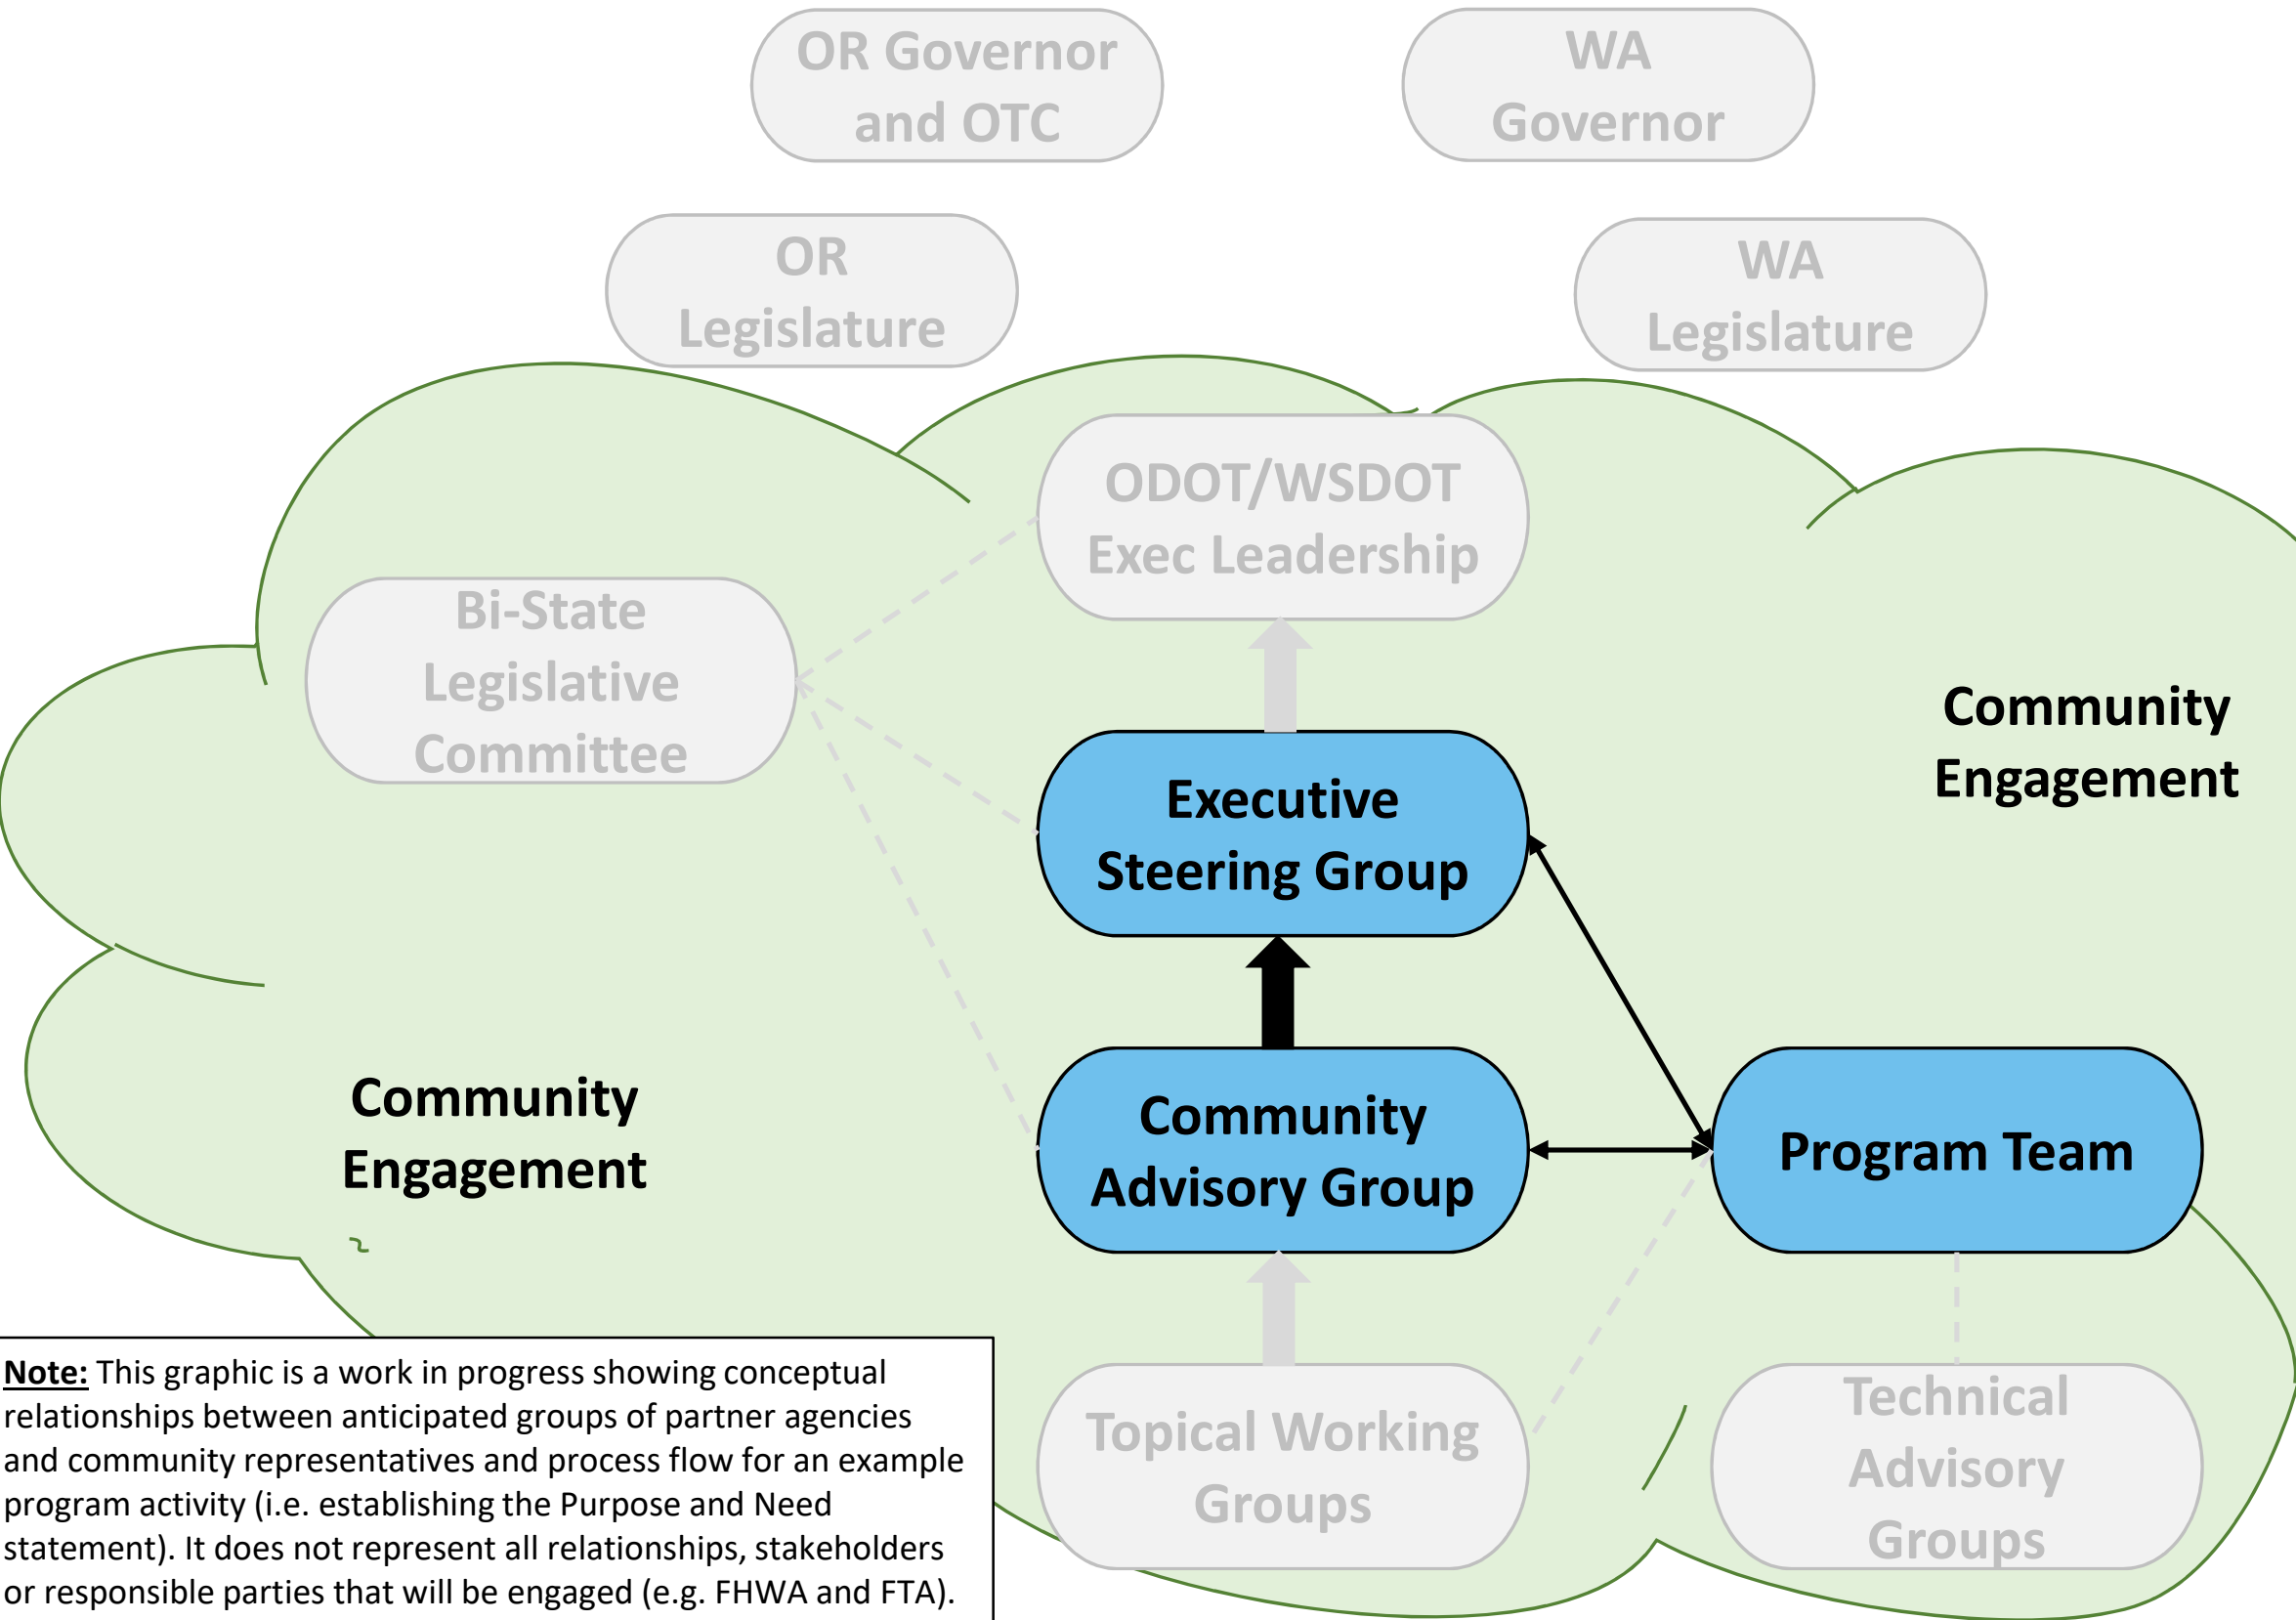 OR Governor
and OTC
WA
Governor
OR
Legislature
WA
Legislature
ODOT/WSDOT
Exec Leadership
Bi-State
Legislative
Committee
Community
Engagement
Executive
Steering Group
Community
Engagement
Community
Advisory Group
Program Team
Topical Working
Groups
Technical
Advisory
Groups
Note: This graphic is a work in progress showing conceptual
relationships between anticipated groups of partner agencies
and community representatives and process flow for an example
program activity (i.e. establishing the Purpose and Need
statement). It does not represent all relationships, stakeholders
or responsible parties that will be engaged (e.g. FHWA and FTA).